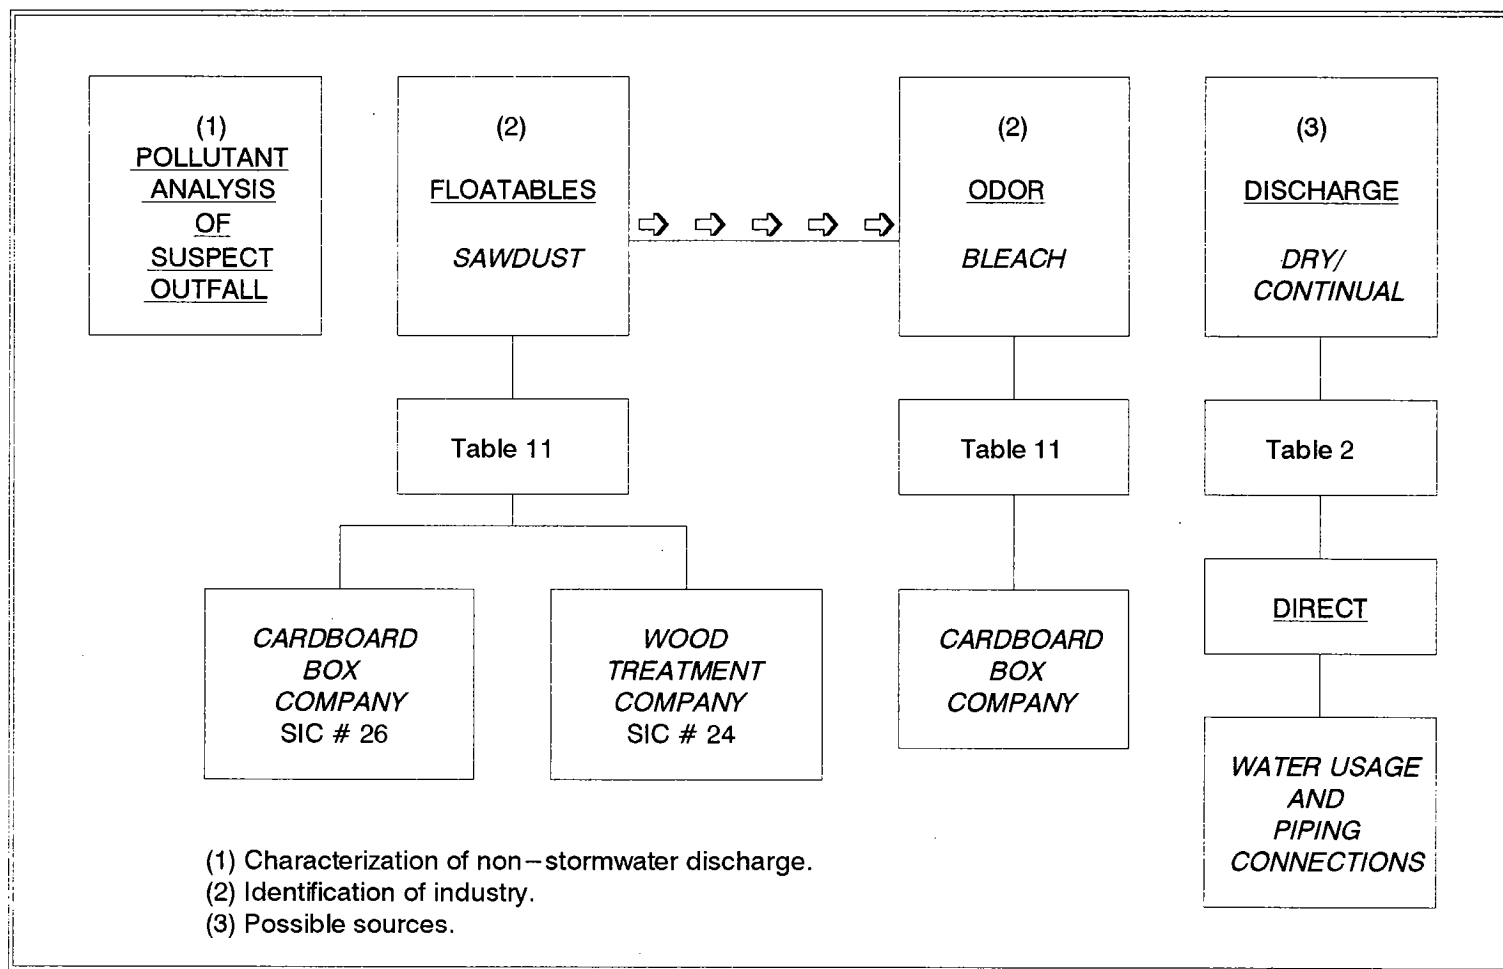 (1)
POLLUTANT
ANALYSIS
OF
SUSPECT
OUTFALL
(2)
FLOATABLES
SAWDUST
(2)
ODOR
BLEACH
(3)
DISCHARGE
DRY/
CONTINUAL
Table 11
Table 11
Table 2
CARDBOARD
BOX
COMPANY
SIC # 26
WOOD
TREATMENT
COMPANY
SIC # 24
CARDBOARD
BOX
COMPANY
DIRECT
WATER USAGE
AND
PIPING
CONNECTIONS
(1) Characterization of non-stormwater discharge.
(2) Identification of industry.
(3) Possible sources.